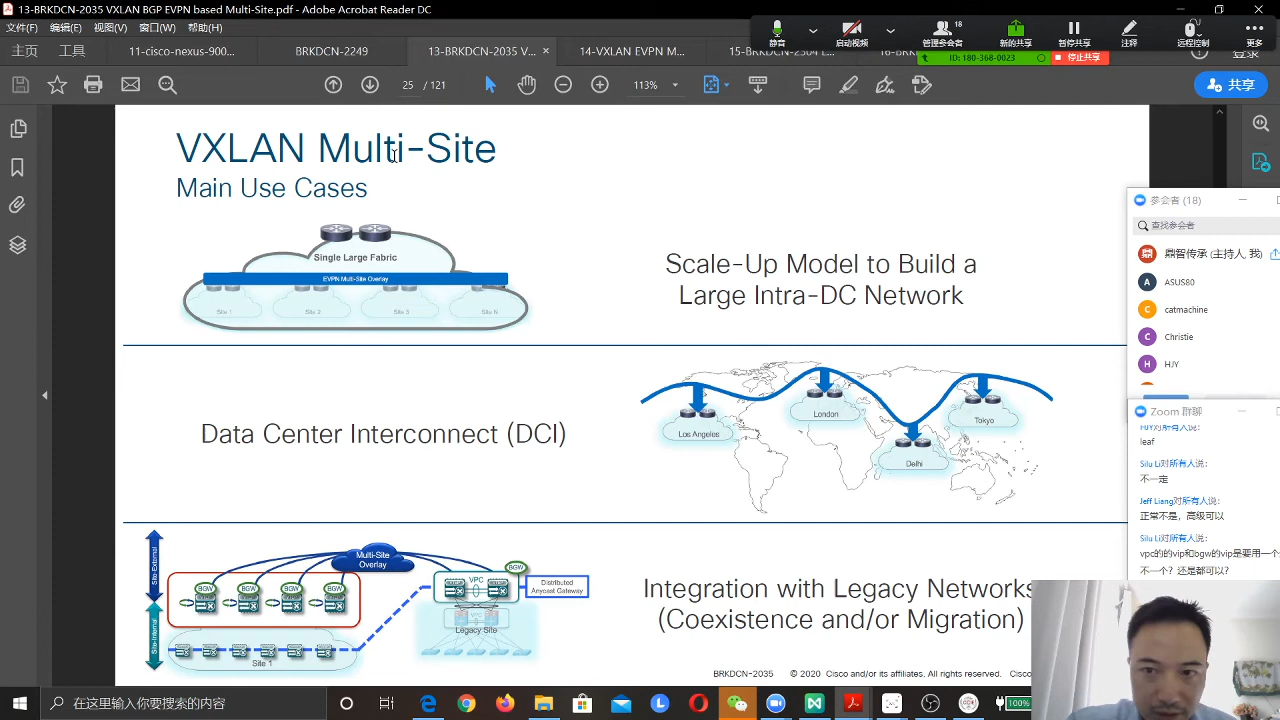 13-BRKDCN-2035 VXLAN BGP EVPN based Multi-Site.pdf - Adobe Acrobat Reader DC
文件(F) 编辑(E) 视图(V) 窗口(W) 帮助(H)
18
静音 启动视频 管理参会者 新的共享 暂停共享 注释 远程控制 更多
ID: 180-368-0023 停止共享
主页 工具 11-cisco-nexus-900... BRKDCN-2249 13-BRKDCN-2035 V... × 14-VXLAN EVPN M... 15-BRKDCN-2304 L...
25 / 121 113% 共享
VXLAN Multi-Site
Main Use Cases
Single Large Fabric
EVPN Multi-Site Overlay
Site 1 Site 2 Site 3 Site N
Scale-Up Model to Build a
Large Intra-DC Network
Data Center Interconnect (DCI)
Los Angeles
London
Delhi
Tokyo
Site-External
Site-Internal
Multi-Site
Overlay
BGW BGW BGW BGW
Site 1
VPC
BGW
Legacy Site
Distributed
Anycast Gateway
Integration with Legacy Networks
(Coexistence and/or Migration)
BRKDCN-2035 © 2020 Cisco and/or its affiliates. All rights reserved. Cisco
参会者 (18)
查找参会者
鼎智传承 (主持人, 我)
A ASUS80
C catmachine
C Christie
H HJY
Zoom 群聊
HJY对所有人说:
leaf
Silu Li对所有人说:
不一定
Jeff Liang对所有人说:
正常不是，高级可以
Silu Li对所有人说:
vpc的的vip和bgw的vip是要用一个
不一个？还是都可以?
在这里输入你要搜索的内容
100%